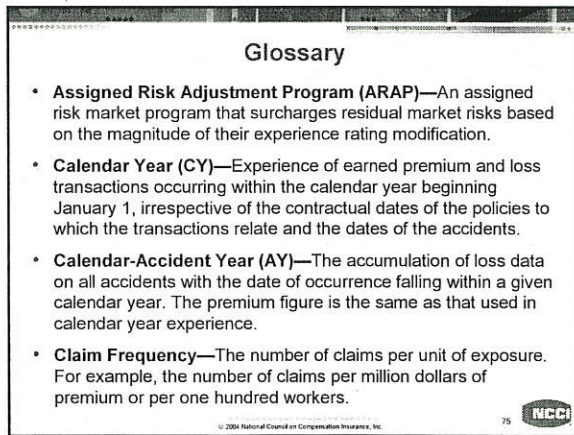 Glossary
• Assigned Risk Adjustment Program (ARAP)—An assigned
risk market program that surcharges residual market risks based
on the magnitude of their experience rating modification.
• Calendar Year (CY)—Experience of earned premium and loss
transactions occurring within the calendar year beginning
January 1, irrespective of the contractual dates of the policies to
which the transactions relate and the dates of the accidents.
• Calendar-Accident Year (AY)—The accumulation of loss data
on all accidents with the date of occurrence falling within a given
calendar year. The premium figure is the same as that used in
calendar year experience.
• Claim Frequency—The number of claims per unit of exposure.
For example, the number of claims per million dollars of
premium or per one hundred workers.
© 2004 National Council on Compensation Insurance, Inc.
75
NCCI